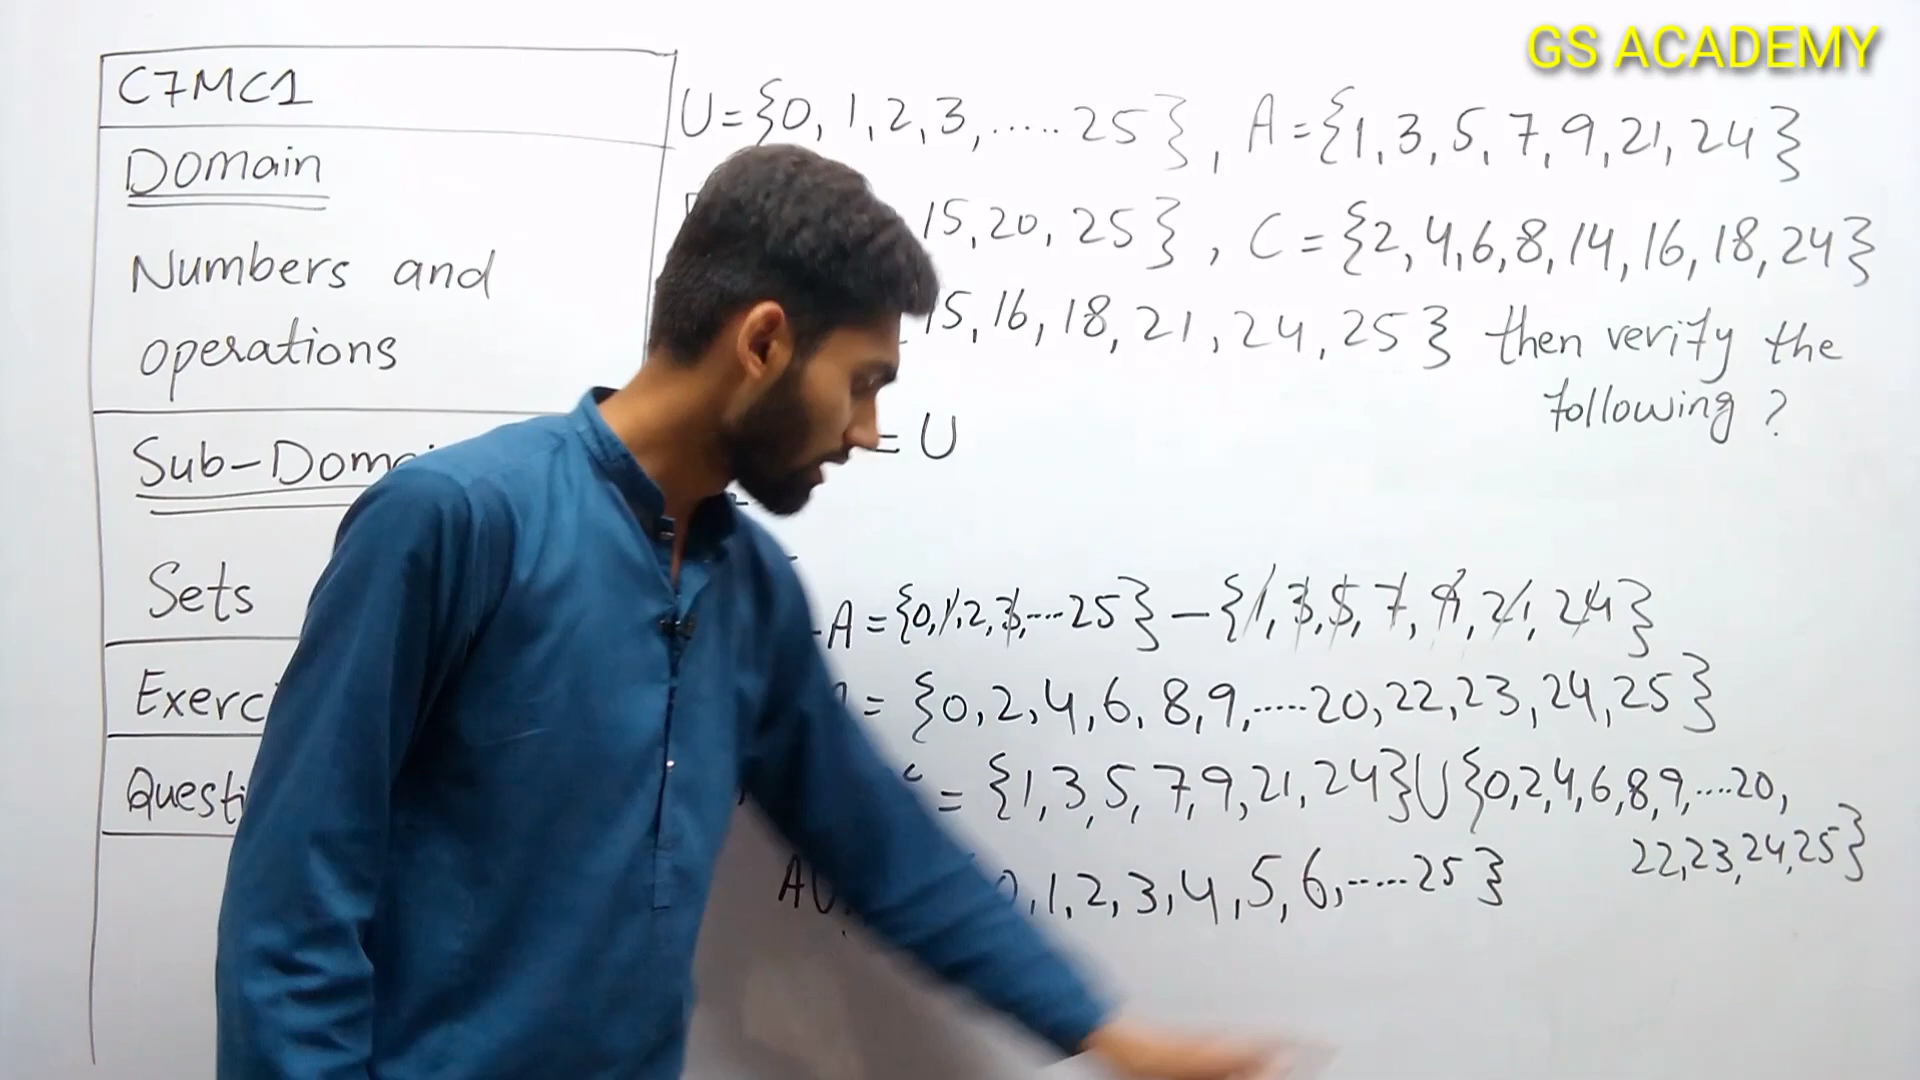 GS ACADEMY
C7MC1
Domain
Numbers and
operations
Sub-Doma
Sets
Exerci
Questi
U={0, 1, 2, 3, ..... 25}, A={1, 3, 5, 7, 9, 21, 24}
15, 20, 25}, C={2, 4, 6, 8, 14, 16, 18, 24}
15, 16, 18, 21, 24, 25} then verify the
following?
= U
-A={0, 1, 2, 3, ....25} - {1, 3, 5, 7, 9, 21, 24}
= {0, 2, 4, 6, 8, 9, ..... 20, 22, 23, 24, 25}
c = {1, 3, 5, 7, 9, 21, 24}U{0, 2, 4, 6, 8, 9, ....20,
22, 23, 24, 25}
AU 0, 1, 2, 3, 4, 5, 6, ..... 25}